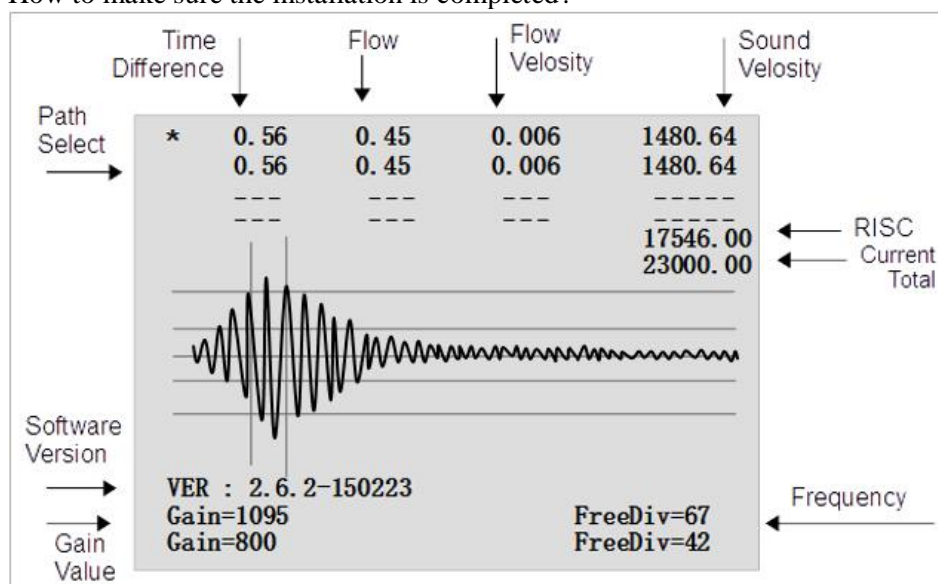 How to make sure the installation is completed?
Time
Difference
Flow
Flow
Velosity
Sound
Velosity
Path
Select
* 0.56 0.45 0.006 1480.64
0.56 0.45 0.006 1480.64
--- --- --- -----
--- --- --- -----
17546.00
RISC
23000.00
Current
Total
Software
Version
VER : 2.6.2-150223
Gain=1095 FreeDiv=67
Gain=800 FreeDiv=42
Frequency
Gain
Value